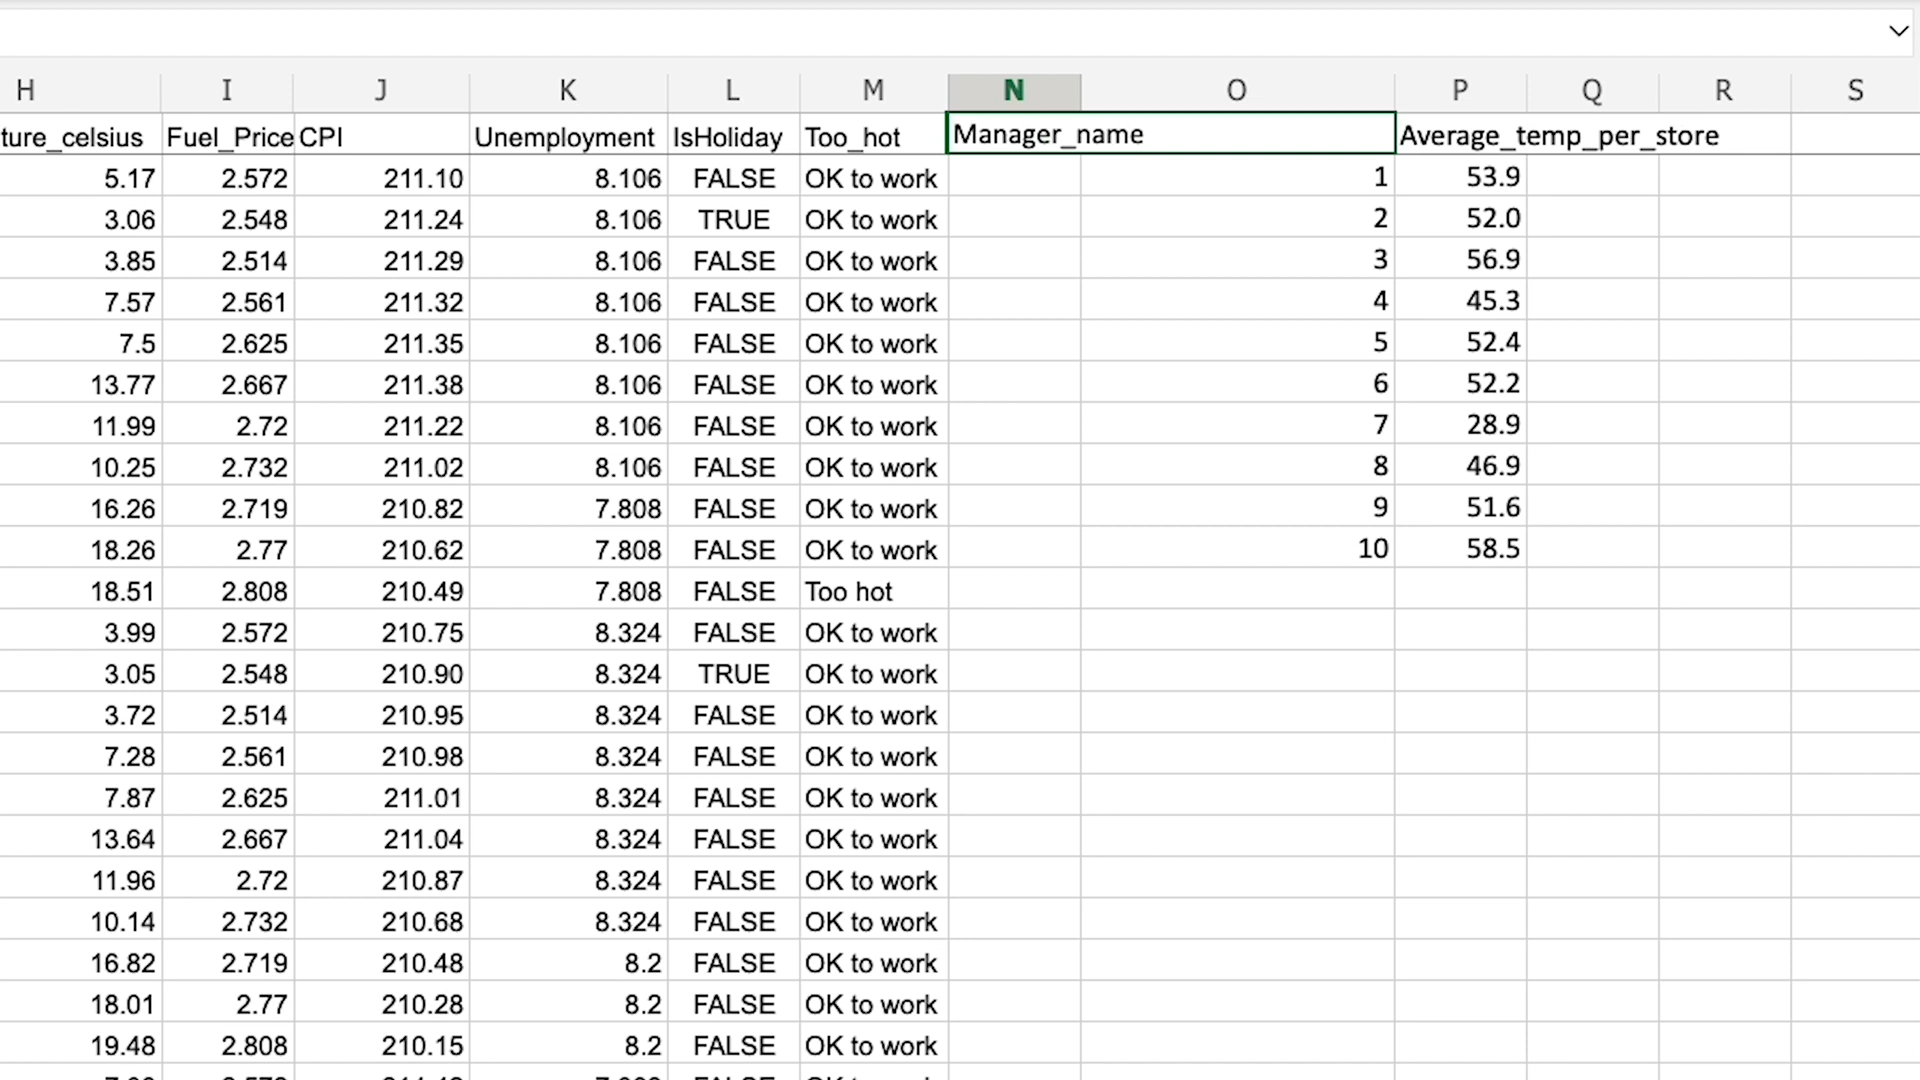 H I J K L M N O P Q R S
ture_celsius Fuel_Price CPI Unemployment IsHoliday Too_hot Manager_name Average_temp_per_store
5.17 2.572 211.10 8.106 FALSE OK to work 1 53.9
3.06 2.548 211.24 8.106 TRUE OK to work 2 52.0
3.85 2.514 211.29 8.106 FALSE OK to work 3 56.9
7.57 2.561 211.32 8.106 FALSE OK to work 4 45.3
7.5 2.625 211.35 8.106 FALSE OK to work 5 52.4
13.77 2.667 211.38 8.106 FALSE OK to work 6 52.2
11.99 2.72 211.22 8.106 FALSE OK to work 7 28.9
10.25 2.732 211.02 8.106 FALSE OK to work 8 46.9
16.26 2.719 210.82 7.808 FALSE OK to work 9 51.6
18.26 2.77 210.62 7.808 FALSE OK to work 10 58.5
18.51 2.808 210.49 7.808 FALSE Too hot
3.99 2.572 210.75 8.324 FALSE OK to work
3.05 2.548 210.90 8.324 TRUE OK to work
3.72 2.514 210.95 8.324 FALSE OK to work
7.28 2.561 210.98 8.324 FALSE OK to work
7.87 2.625 211.01 8.324 FALSE OK to work
13.64 2.667 211.04 8.324 FALSE OK to work
11.96 2.72 210.87 8.324 FALSE OK to work
10.14 2.732 210.68 8.324 FALSE OK to work
16.82 2.719 210.48 8.2 FALSE OK to work
18.01 2.77 210.28 8.2 FALSE OK to work
19.48 2.808 210.15 8.2 FALSE OK to work